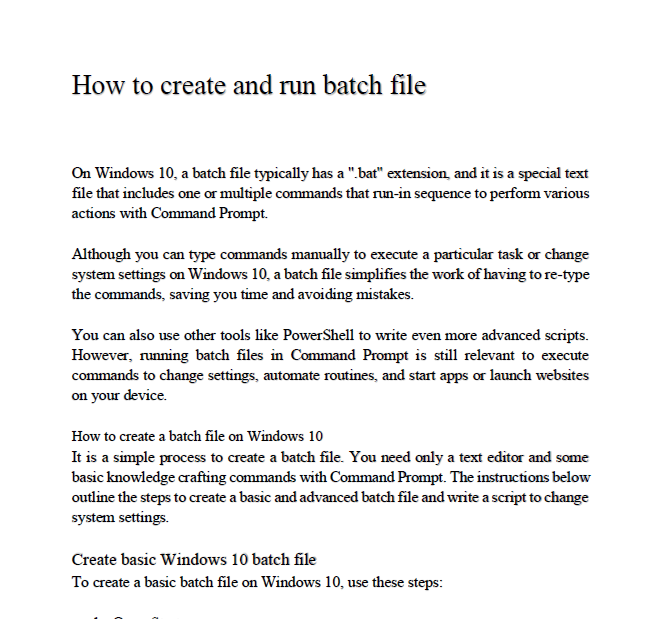 How to create and run batch file
On Windows 10, a batch file typically has a ".bat" extension, and it is a special text
file that includes one or multiple commands that run-in sequence to perform various
actions with Command Prompt.
Although you can type commands manually to execute a particular task or change
system settings on Windows 10, a batch file simplifies the work of having to re-type
the commands, saving you time and avoiding mistakes.
You can also use other tools like PowerShell to write even more advanced scripts.
However, running batch files in Command Prompt is still relevant to execute
commands to change settings, automate routines, and start apps or launch websites
on your device.
How to create a batch file on Windows 10
It is a simple process to create a batch file. You need only a text editor and some
basic knowledge crafting commands with Command Prompt. The instructions below
outline the steps to create a basic and advanced batch file and write a script to change
system settings.
Create basic Windows 10 batch file
To create a basic batch file on Windows 10, use these steps: